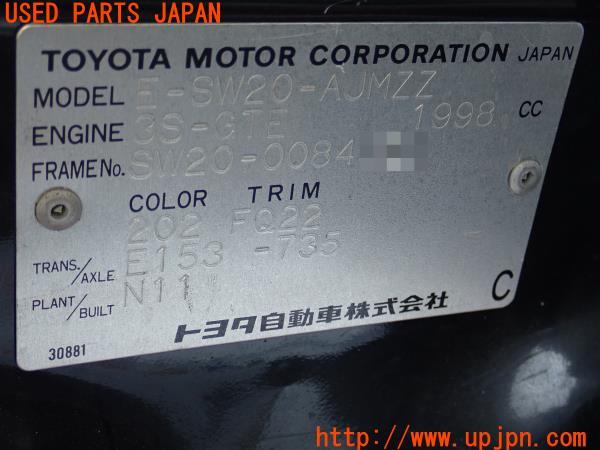 USED PARTS JAPAN
TOYOTA MOTOR CORPORATION JAPAN
MODEL E-SW20-AJMZZ
ENGINE 3S-GTE 1998 CC
FRAME No. SW20-0084
COLOR TRIM
202 FQ22
TRANS./AXLE E153 -735
PLANT/BUILT N11
トヨタ自動車株式会社 C
30881
http://www.upjpn.com